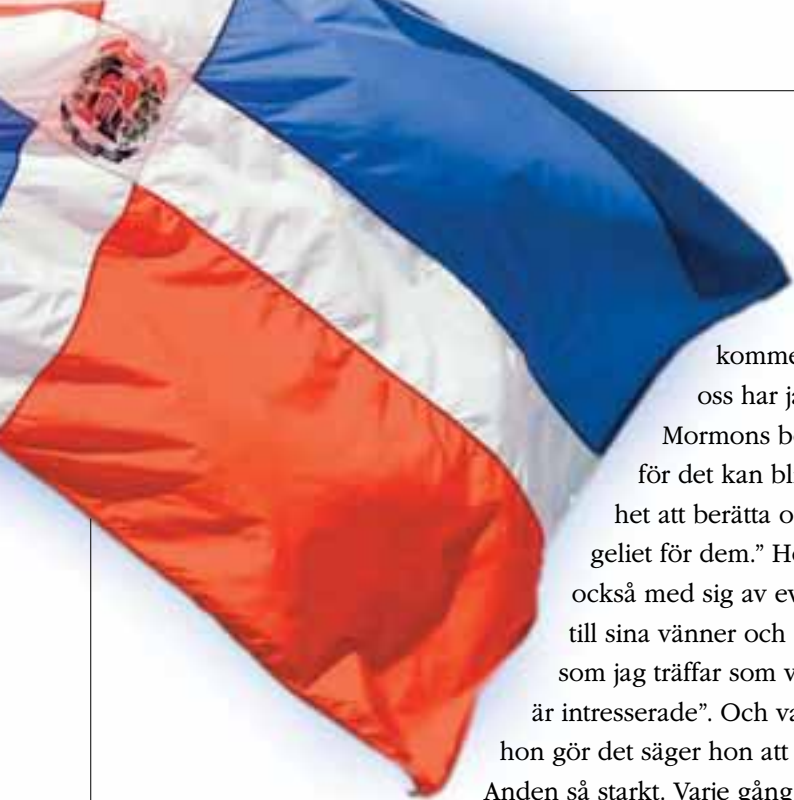 komme
oss har ja
Mormons be
för det kan bl
het att berätta o
geliet för dem.” H
också med sig av ev
till sina vänner och
som jag träffar som v
är intresserade”. Och va
hon gör det säger hon att
Anden så starkt. Varje gång